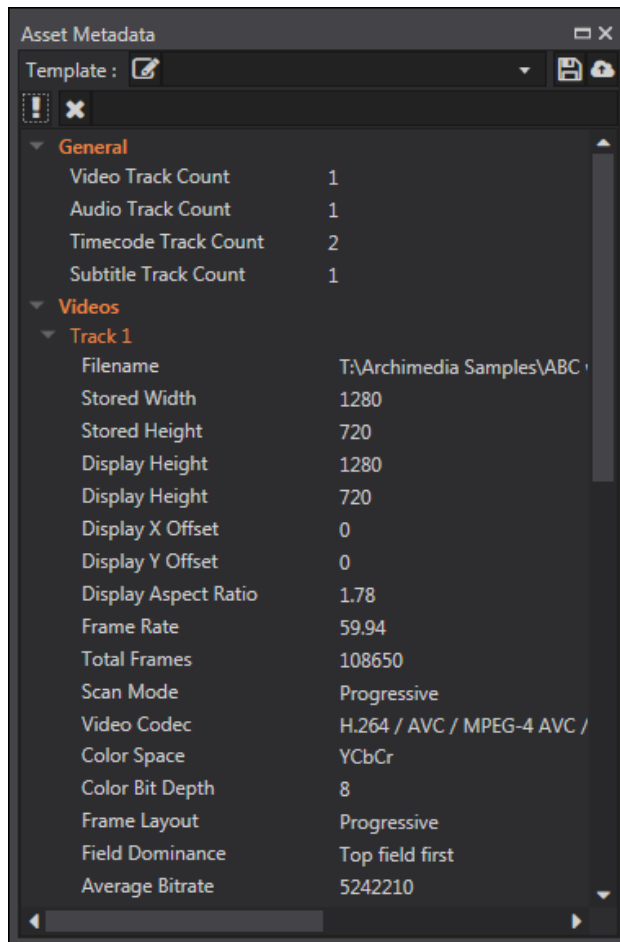 Asset Metadata
Template :
General
Video Track Count 1
Audio Track Count 1
Timecode Track Count 2
Subtitle Track Count 1
Videos
Track 1
Filename T:\Archimedia Samples\ABC
Stored Width 1280
Stored Height 720
Display Height 1280
Display Height 720
Display X Offset 0
Display Y Offset 0
Display Aspect Ratio 1.78
Frame Rate 59.94
Total Frames 108650
Scan Mode Progressive
Video Codec H.264 / AVC / MPEG-4 AVC /
Color Space YCbCr
Color Bit Depth 8
Frame Layout Progressive
Field Dominance Top field first
Average Bitrate 5242210